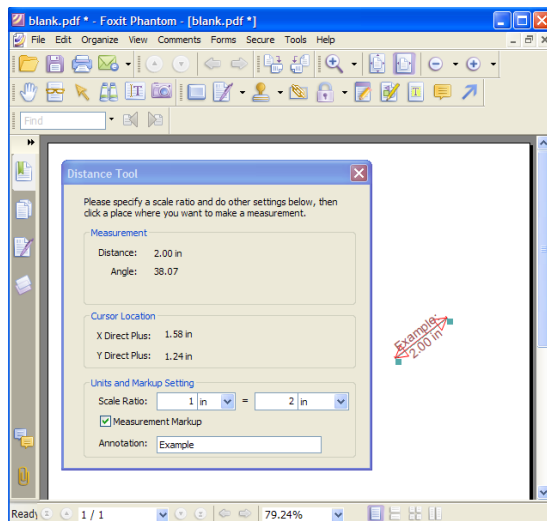 blank.pdf * - Foxit Phantom - [blank.pdf *]
File Edit Organize View Comments Forms Secure Tools Help
Find
Distance Tool
Please specify a scale ratio and do other settings below, then
click a place where you want to make a measurement.
Measurement
Distance: 2.00 in
Angle: 38.07
Cursor Location
X Direct Plus: 1.58 in
Y Direct Plus: 1.24 in
Units and Markup Setting
Scale Ratio: 1 in = 2 in
Measurement Markup
Annotation: Example
Example:
2.00 in
Ready 1 / 1 79.24%